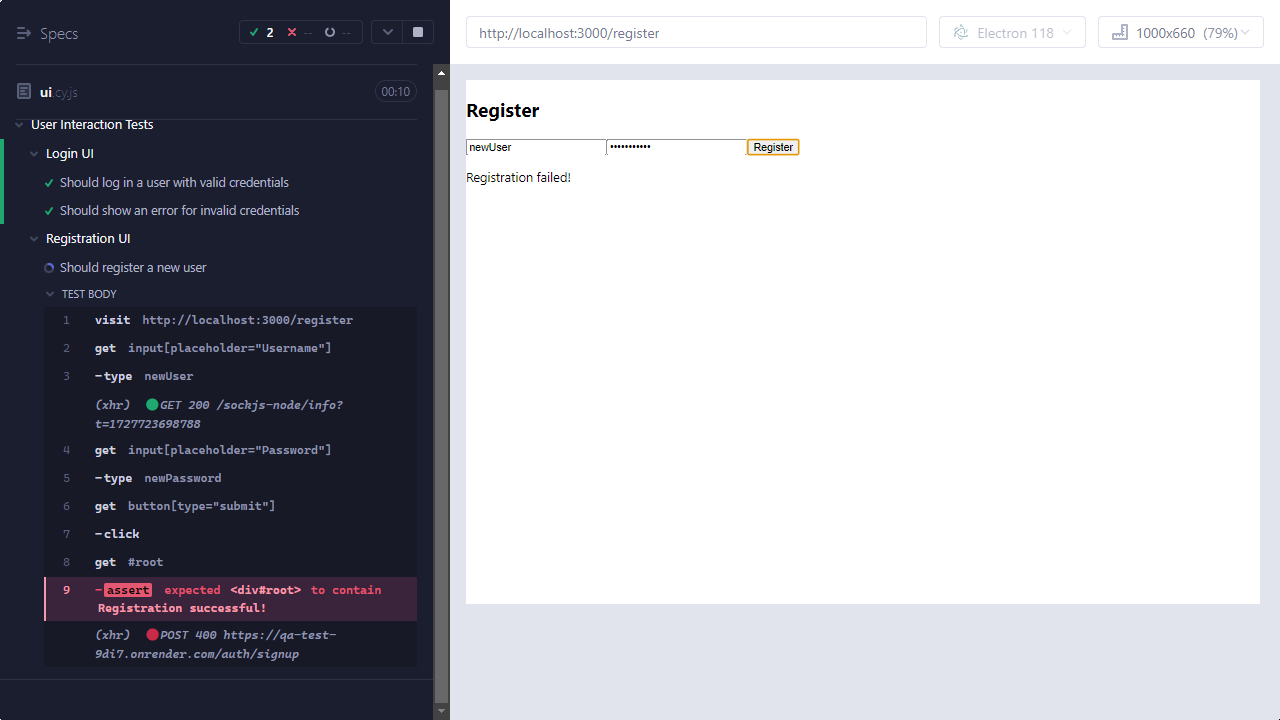 Specs
2
--
--
ui.cy.js
00:10
User Interaction Tests
Login UI
Should log in a user with valid credentials
Should show an error for invalid credentials
Registration UI
Should register a new user
TEST BODY
1 visit http://localhost:3000/register
2 get input[placeholder="Username"]
3 -type newUser
(xhr) GET 200 /sockjs-node/info?
t=1727723698788
4 get input[placeholder="Password"]
5 -type newPassword
6 get button[type="submit"]
7 -click
8 get #root
9 -assert expected <div#root> to contain
Registration successful!
(xhr) POST 400 https://qa-test-
9di7.onrender.com/auth/signup
http://localhost:3000/register
Electron 118
1000x660 (79%)
Register
newUser ••••••••••• Register
Registration failed!